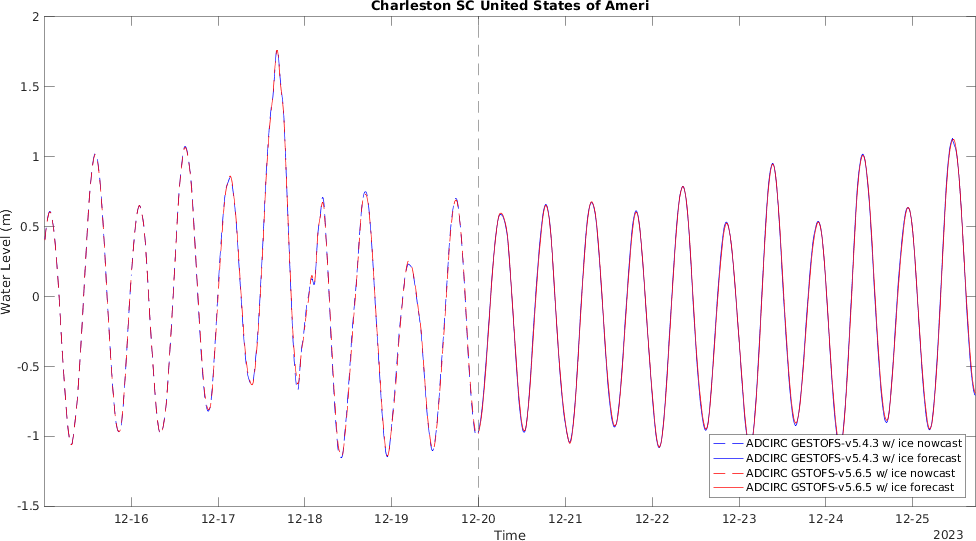 Charleston SC United States of Ameri
2
1.5
1
0.5
0
-0.5
-1
-1.5
Water Level (m)
12-16
12-17
12-18
12-19
12-20
12-21
12-22
12-23
12-24
12-25
Time
2023
ADCIRC GESTOFS-v5.4.3 w/ ice nowcast
ADCIRC GESTOFS-v5.4.3 w/ ice forecast
ADCIRC GSTOFS-v5.6.5 w/ ice nowcast
ADCIRC GSTOFS-v5.6.5 w/ ice forecast